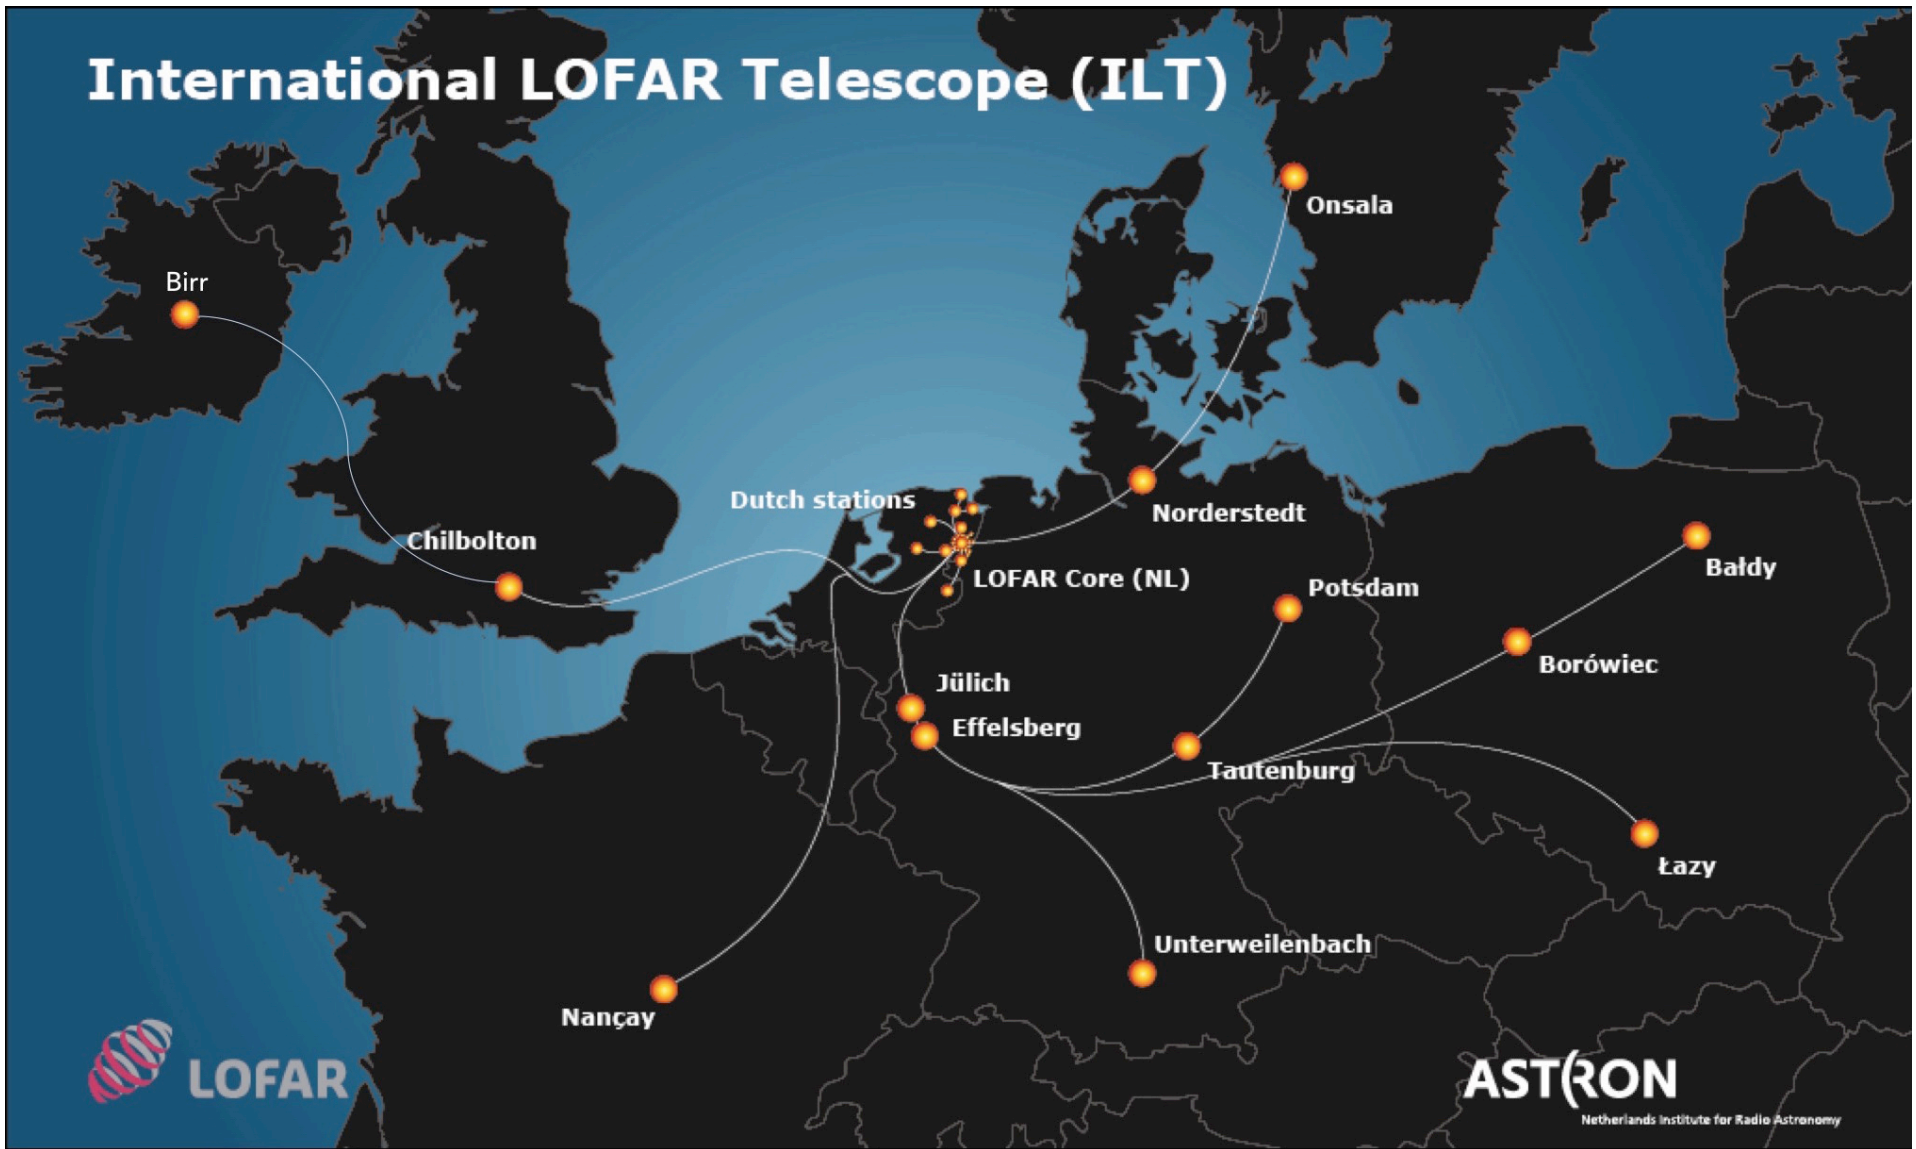 International LOFAR Telescope (ILT)
Onsala
Birr
Dutch stations
Norderstedt
Chilbolton
LOFAR Core (NL)
Potsdam
Bałdy
Borówiec
Jülich
Effelsberg
Tautenburg
Łazy
Unterweilenbach
Nançay
LOFAR
ASTRON
Netherlands Institute for Radio Astronomy